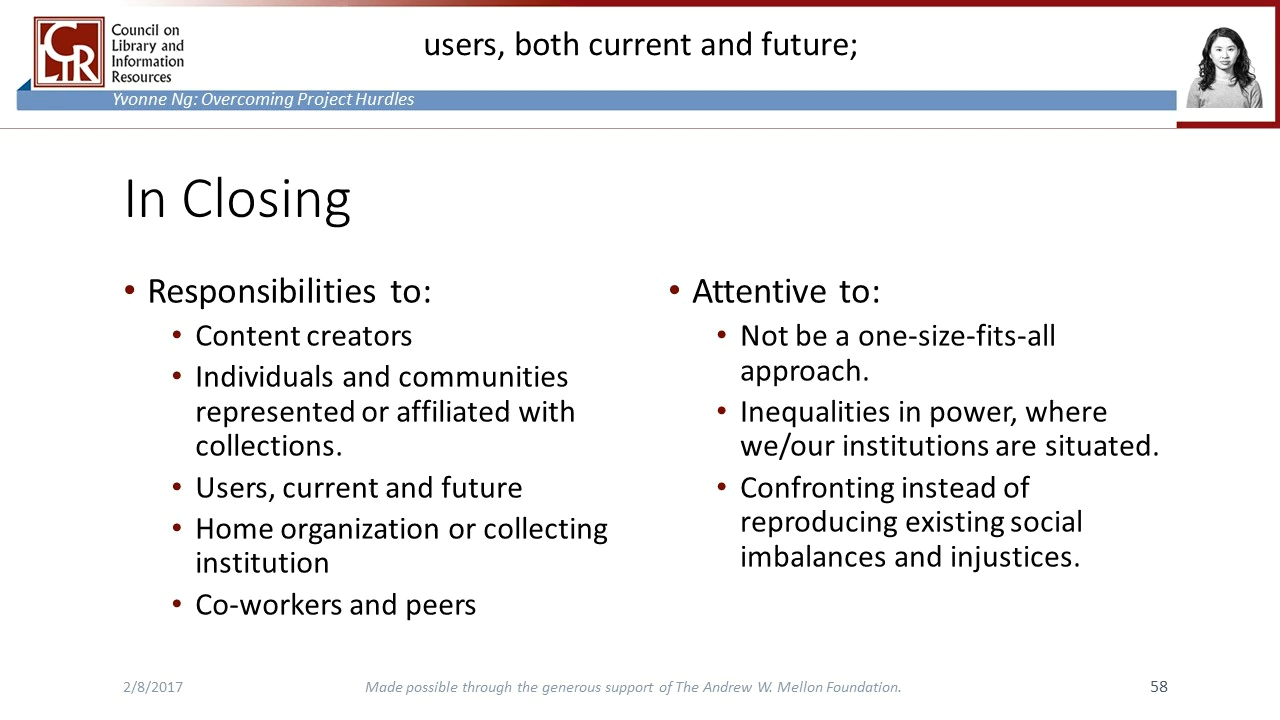 CLIR
Council on
Library and
Information
Resources
users, both current and future;
Yvonne Ng: Overcoming Project Hurdles
In Closing
• Responsibilities to:
• Content creators
• Individuals and communities
represented or affiliated with
collections.
• Users, current and future
• Home organization or collecting
institution
• Co-workers and peers
• Attentive to:
• Not be a one-size-fits-all
approach.
• Inequalities in power, where
we/our institutions are situated.
• Confronting instead of
reproducing existing social
imbalances and injustices.
2/8/2017
Made possible through the generous support of The Andrew W. Mellon Foundation.
58